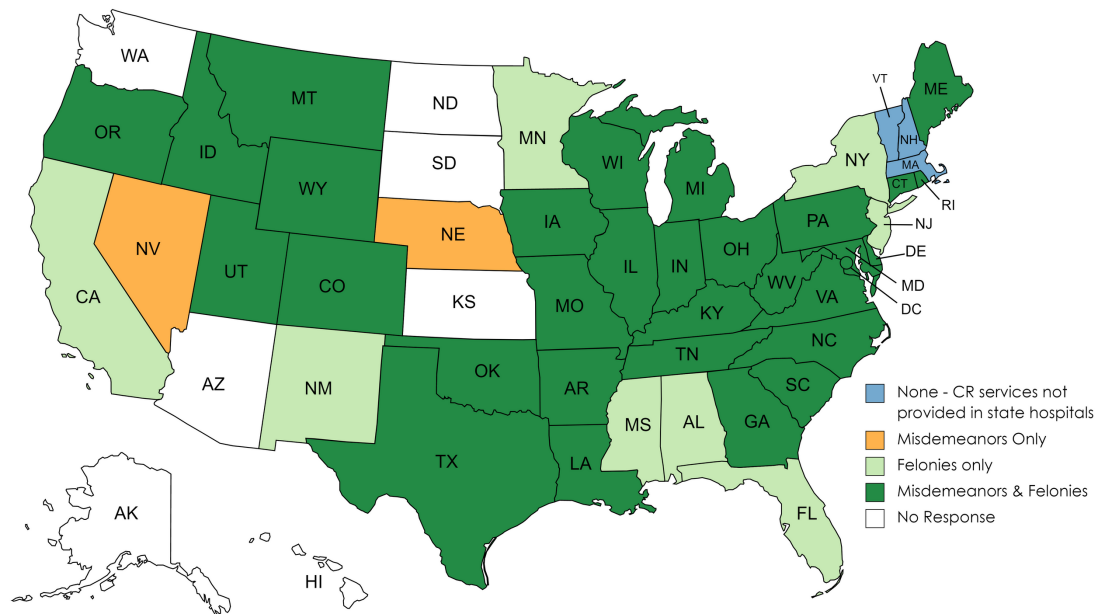 WA
VT
ME
MT
ND
OR
MN
NH
ID
SD
WI
NY
MA
WY
MI
CT
RI
IA
PA
NJ
NE
NV
OH
DE
UT
IL
IN
CA
CO
WV
MD
KS
MO
VA
DC
KY
NC
TN
AZ
NM
OK
AR
SC
MS
AL
GA
TX
LA
AK
FL
HI
None - CR services not
provided in state hospitals
Misdemeanors Only
Felonies only
Misdemeanors & Felonies
No Response